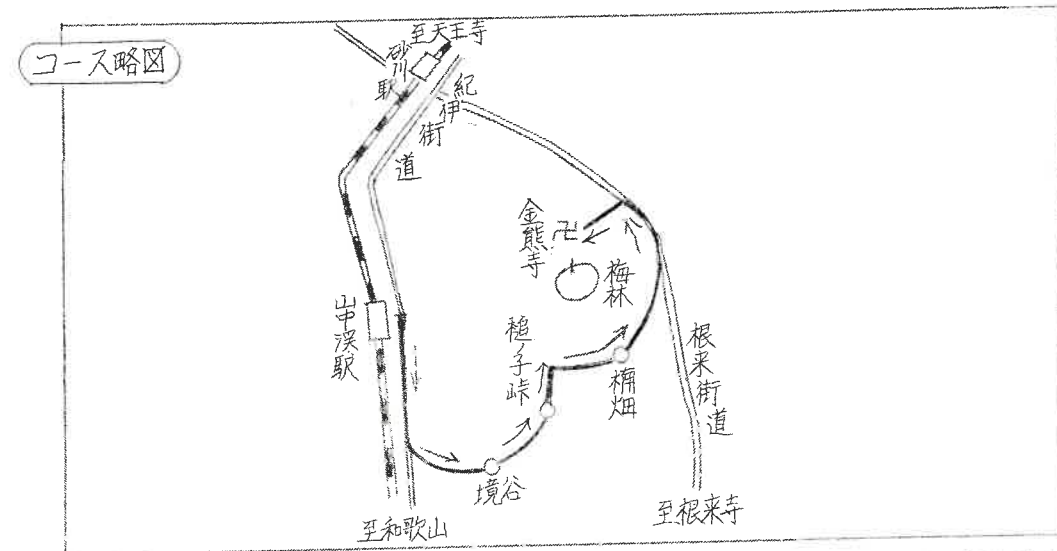 コース略図
至天王寺
砂川駅
紀伊街道
金熊寺
卍
梅林
山中渓駅
槌子峠
楠畑
根来街道
境谷
至和歌山
至根来寺